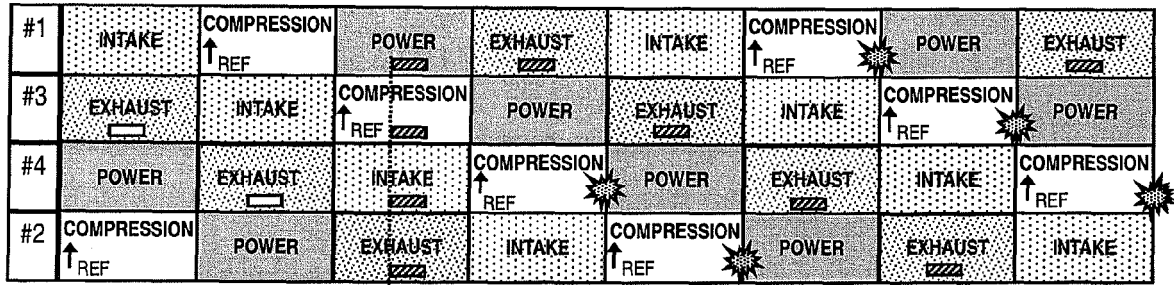 #1 INTAKE COMPRESSION POWER EXHAUST INTAKE COMPRESSION POWER EXHAUST
REF REF
#3 EXHAUST INTAKE COMPRESSION POWER EXHAUST INTAKE COMPRESSION POWER
REF REF
#4 POWER EXHAUST INTAKE COMPRESSION POWER EXHAUST INTAKE COMPRESSION
REF REF
#2 COMPRESSION POWER EXHAUST INTAKE COMPRESSION POWER EXHAUST INTAKE
REF REF